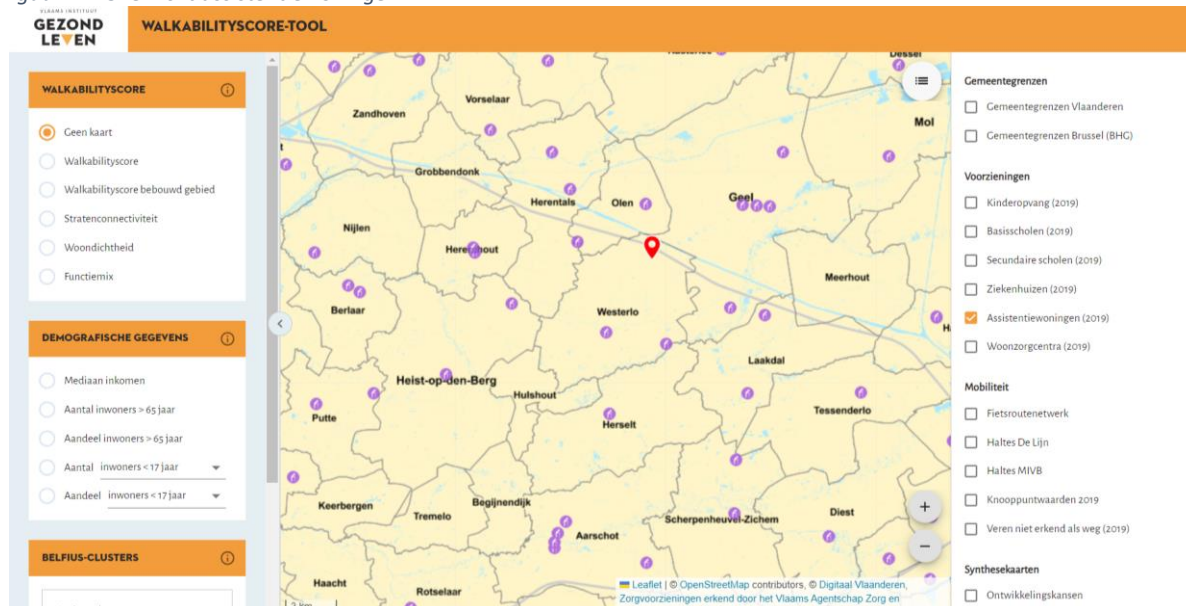 VLAAMS INSTITUUT
GEZOND
LEVEN
WALKABILITYSCORE-TOOL
WALKABILITYSCORE
Geen kaart
Walkabilityscore
Walkabilityscore bebouwd gebied
Stratenconnectiviteit
Woondichtheid
Functiemix
DEMOGRAFISCHE GEGEVENS
Mediaan inkomen
Aantal inwoners > 65 jaar
Aandeel inwoners > 65 jaar
Aantal inwoners < 17 jaar
Aandeel inwoners < 17 jaar
BELFIUS-CLUSTERS
Dessel
Vorselaar
Zandhoven
Mol
Grobbendonk
Herentals
Olen
Geel
Nijlen
Herenthout
Meerhout
Berlaar
Westerlo
Laakdal
Heist-op-den-Berg
Hulshout
Putte
Herselt
Tessenderlo
Keerbergen
Tremelo
Begijnendijk
Scherpenheuvel-Zichem
Diest
Aarschot
Haacht
Rotselaar
+
−
Leaflet | © OpenStreetMap contributors, © Digitaal Vlaanderen,
Zorgvoorzieningen erkend door het Vlaams Agentschap Zorg en
Gemeentegrenzen
Gemeentegrenzen Vlaanderen
Gemeentegrenzen Brussel (BHG)
Voorzieningen
Kinderopvang (2019)
Basisscholen (2019)
Secundaire scholen (2019)
Ziekenhuizen (2019)
Assistentiewoningen (2019)
Woonzorgcentra (2019)
Mobiliteit
Fietsroutenetwerk
Haltes De Lijn
Haltes MIVB
Knooppuntwaarden 2019
Veren niet erkend als weg (2019)
Synthesekaarten
Ontwikkelingskansen